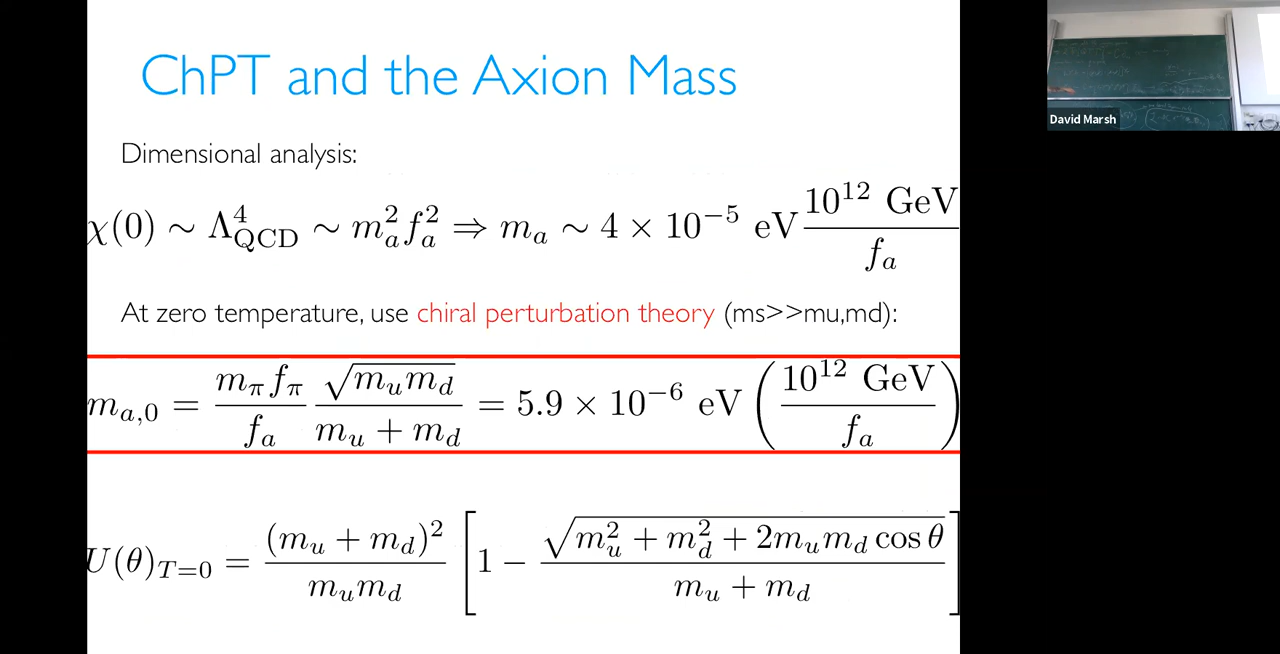 ChPT and the Axion Mass
Dimensional analysis:
χ(0) ∼ Λ⁴_QCD ∼ m²_a f²_a ⇒ m_a ∼ 4 × 10⁻⁵ eV 10¹² GeV / f_a
At zero temperature, use chiral perturbation theory (ms>>mu,md):
m_{a,0} = (m_π f_π / f_a) (√(m_u m_d) / (m_u + m_d)) = 5.9 × 10⁻⁶ eV (10¹² GeV / f_a)
U(θ)_{T=0} = ((m_u + m_d)² / (m_u m_d)) [1 − √(m²_u + m²_d + 2m_u m_d cos θ) / (m_u + m_d)]
David Marsh